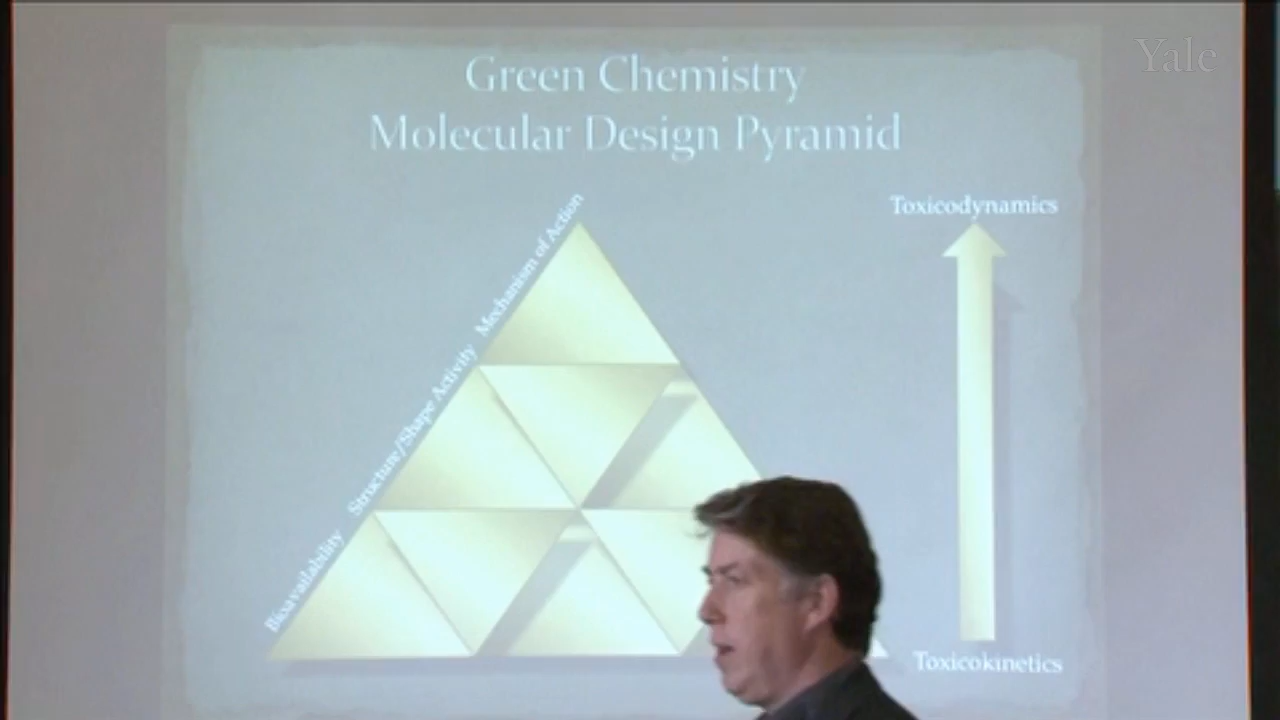 Yale
Green Chemistry
Molecular Design Pyramid
Toxicodynamics
Mechanism of Action
Structure/Shape Activity
Bioavailability
Toxicokinetics